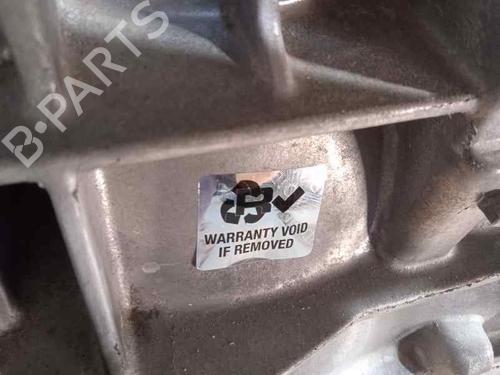 B-PARTS
WARRANTY VOID
IF REMOVED